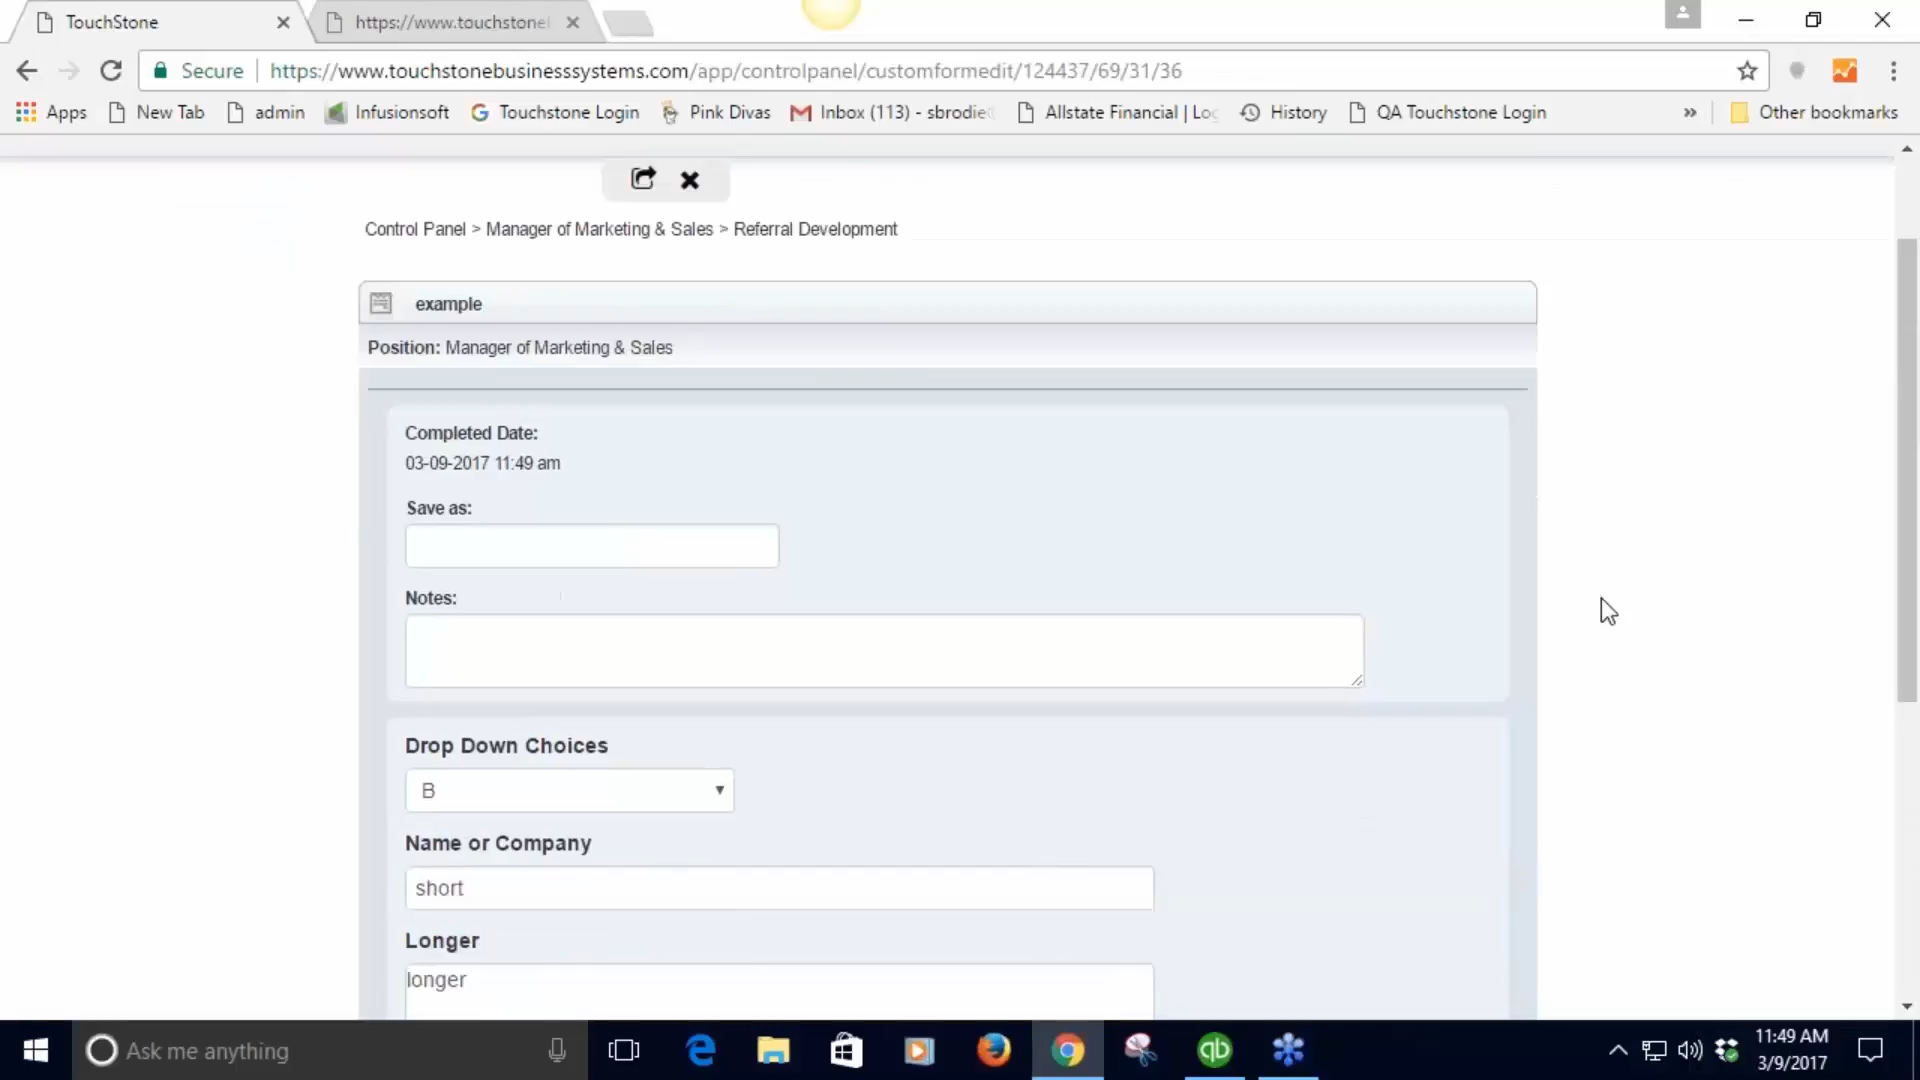 TouchStone
https://www.touchstonel
Secure
https://www.touchstonebusinesssystems.com/app/controlpanel/customformedit/124437/69/31/36
Apps New Tab admin Infusionsoft Touchstone Login Pink Divas Inbox (113) - sbrodie Allstate Financial | Log History QA Touchstone Login » Other bookmarks
Control Panel > Manager of Marketing & Sales > Referral Development
example
Position: Manager of Marketing & Sales
Completed Date:
03-09-2017 11:49 am
Save as:
Notes:
Drop Down Choices
B
Name or Company
short
Longer
longer
Ask me anything
11:49 AM
3/9/2017